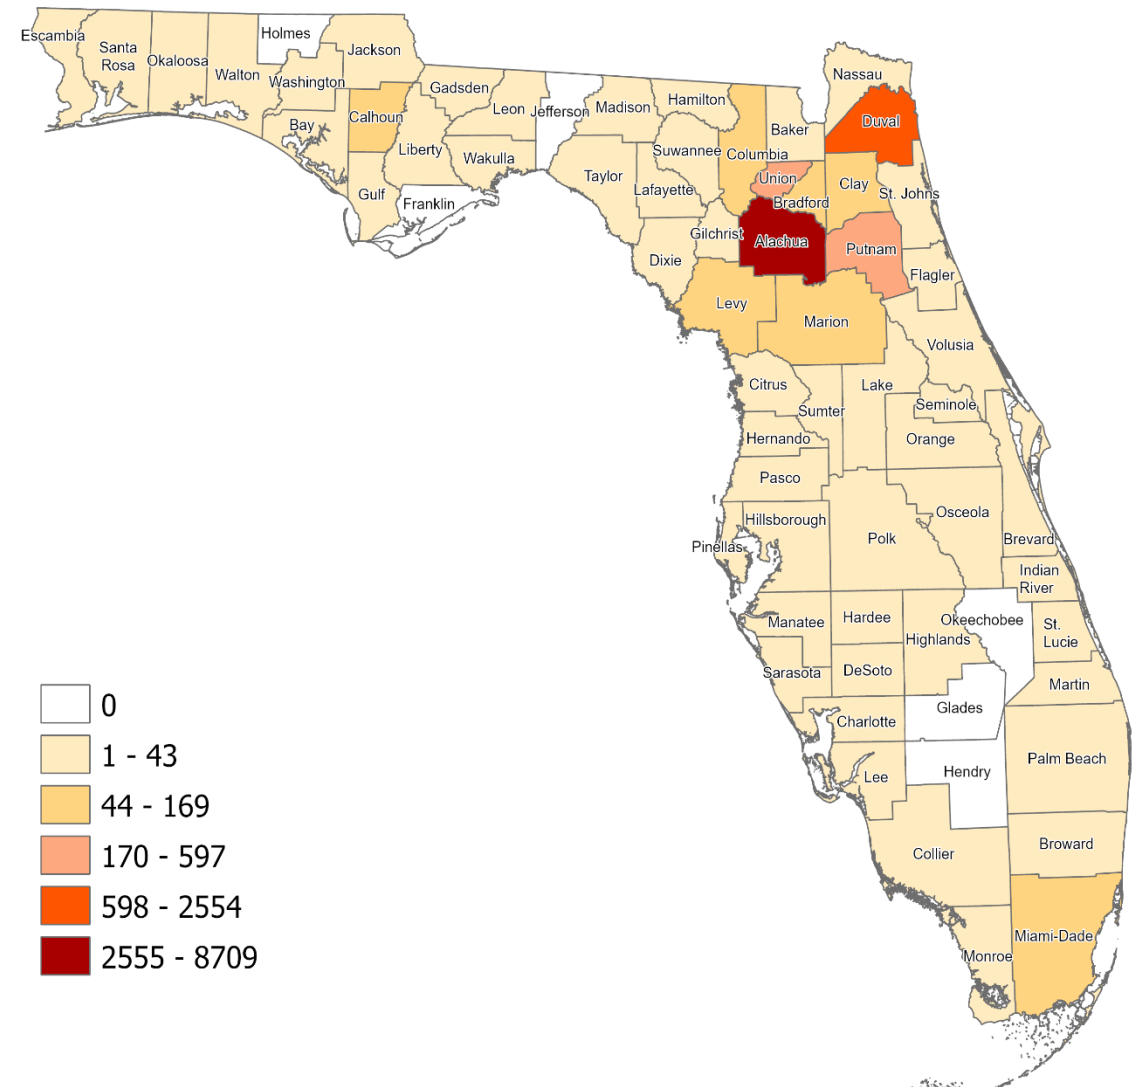 Escambia
Santa
Rosa
Okaloosa
Walton
Holmes
Washington
Jackson
Bay
Calhoun
Gulf
Gadsden
Liberty
Franklin
Leon
Wakulla
Jefferson
Madison
Taylor
Hamilton
Suwannee
Lafayette
Dixie
Columbia
Gilchrist
Baker
Union
Bradford
Alachua
Nassau
Duval
Clay
St. Johns
Putnam
Flagler
Levy
Marion
Volusia
Citrus
Sumter
Lake
Seminole
Hernando
Orange
Pasco
Hillsborough
Pinellas
Polk
Osceola
Brevard
Indian
River
Manatee
Hardee
Highlands
Okeechobee
St.
Lucie
Sarasota
DeSoto
Martin
Charlotte
Glades
Lee
Hendry
Palm Beach
Collier
Broward
Monroe
Miami-Dade
0
1 - 43
44 - 169
170 - 597
598 - 2554
2555 - 8709